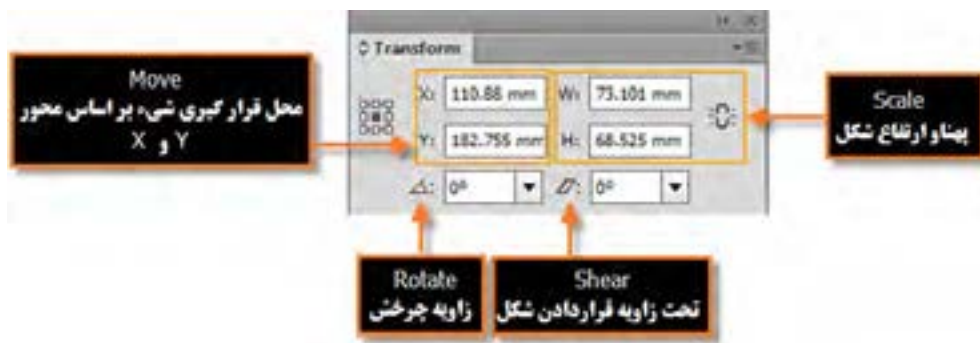 Transform
Move
محل قرار گیری شیء بر اساس محور
X و Y
X: 110.88 mm W: 73.101 mm
Y: 182.755 mm H: 68.525 mm
0° 0°
Scale
پهناو ارتفاع شکل
Rotate
زاویه چرخش
Shear
تحت زاویه قراردادن شکل